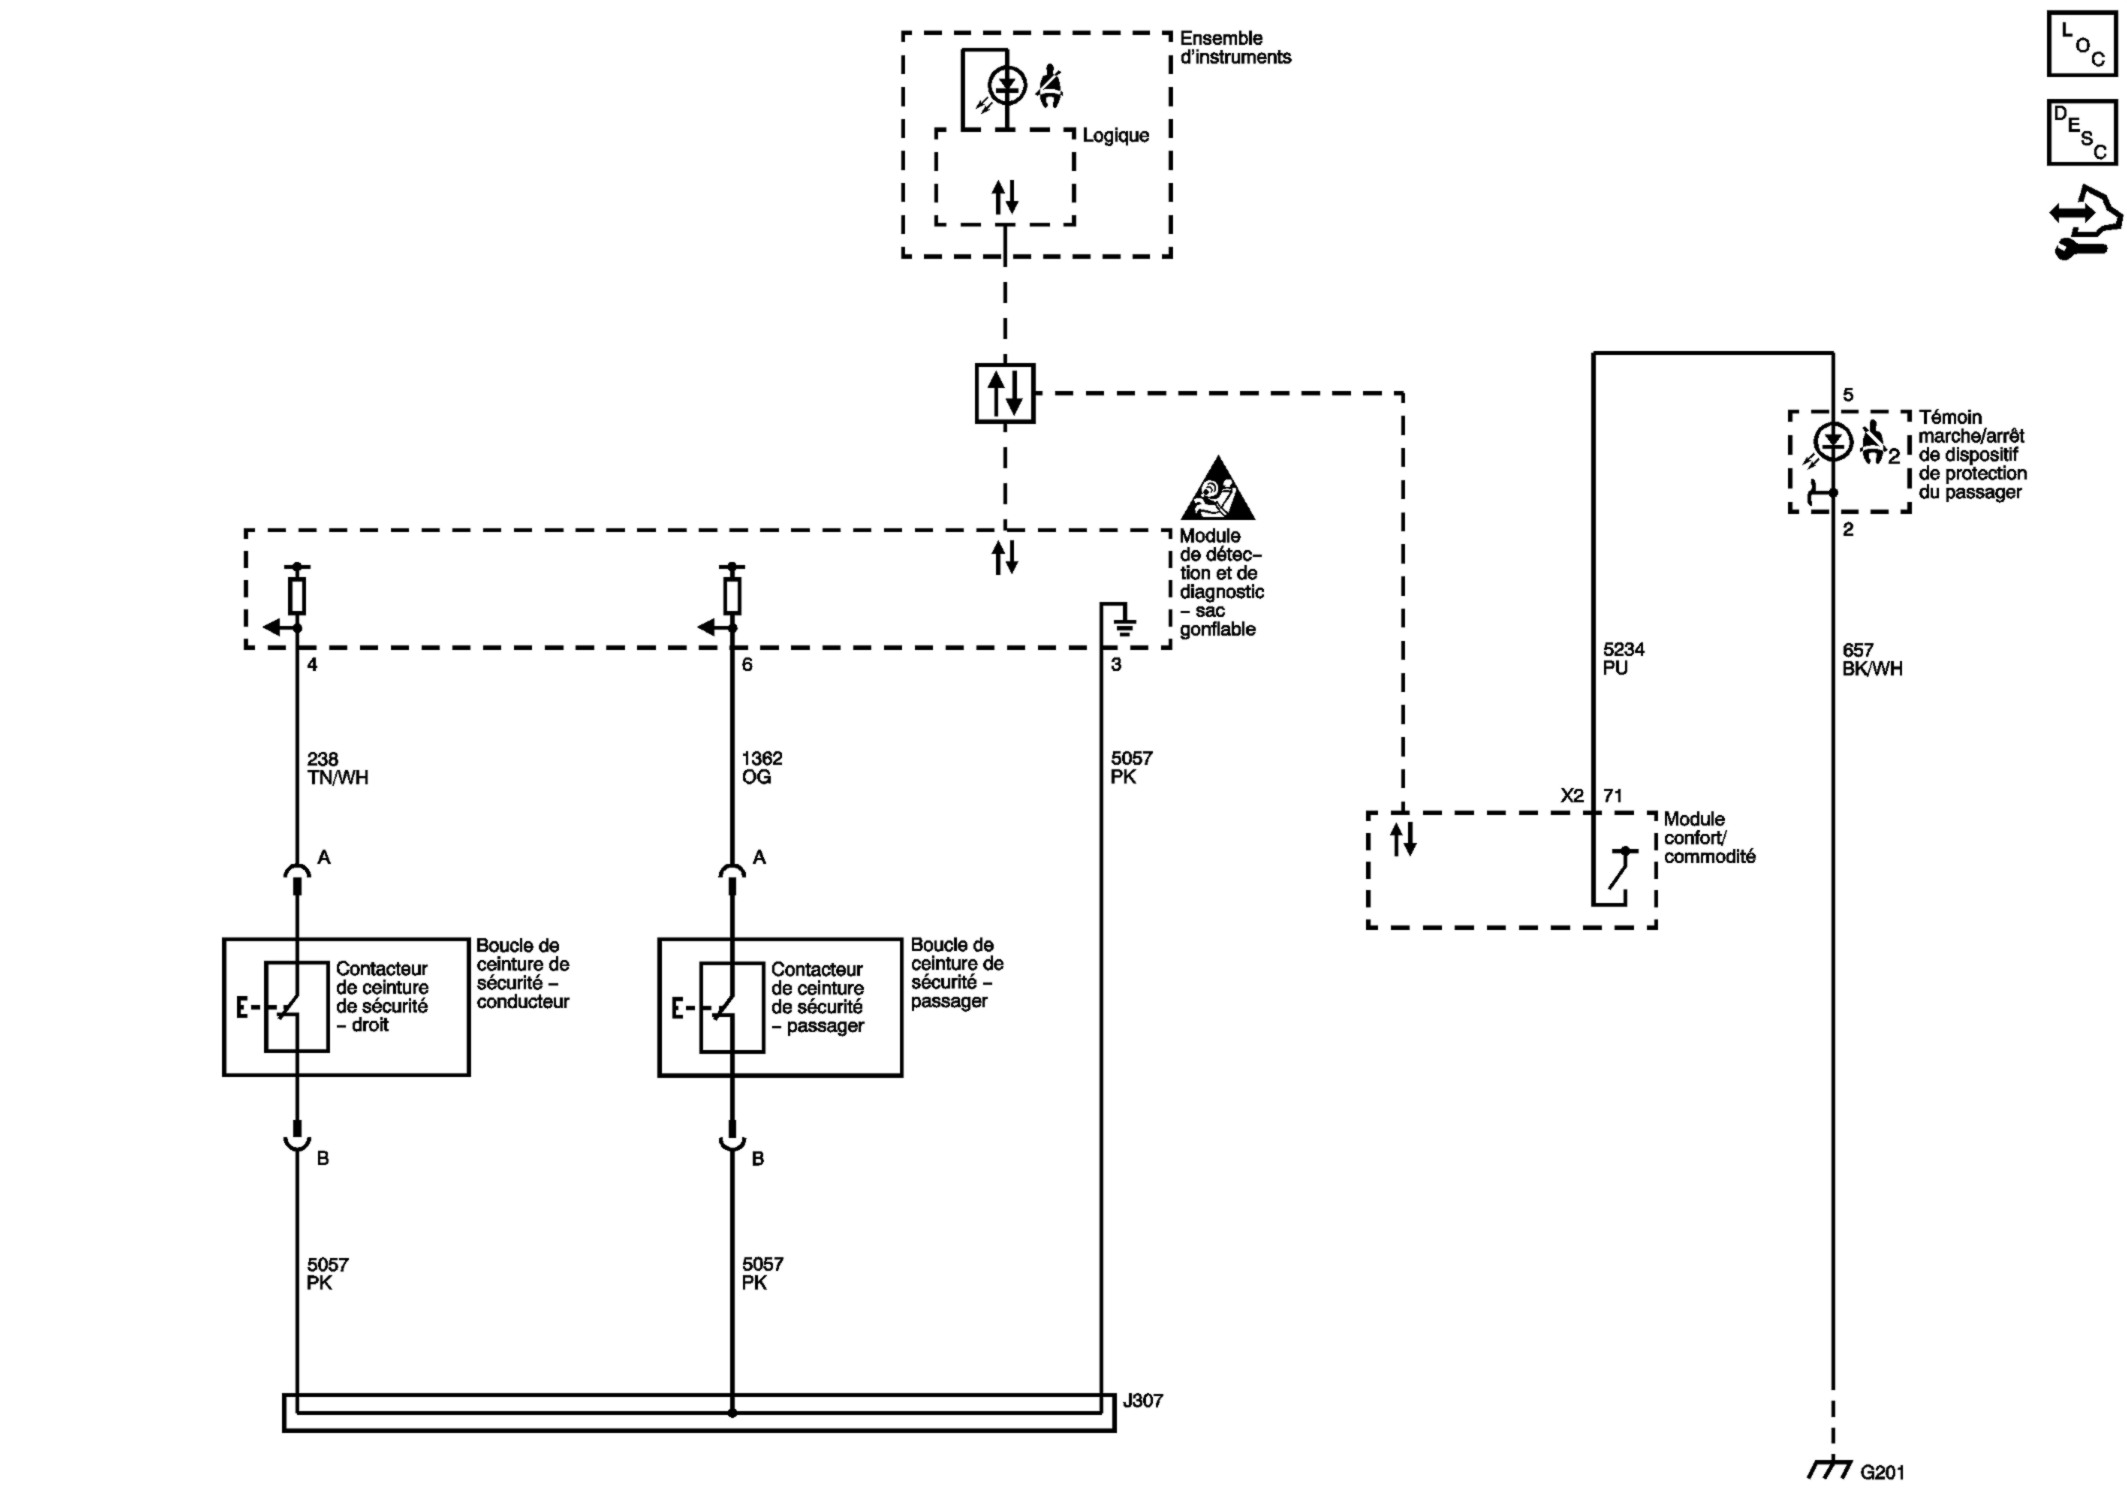 Ensemble
d'instruments
Logique
L
O
C
D
E
S
C
5
Témoin
marche/arrêt
de dispositif
de protection
du passager
2
2
Module
de détec–
tion et de
diagnostic
– sac
gonflable
4
6
3
5234
PU
657
BK/WH
238
TN/WH
1362
OG
5057
PK
X2
71
Module
confort/
commodité
A
A
Contacteur
de ceinture
de sécurité
– droit
Boucle de
ceinture de
sécurité –
conducteur
Contacteur
de ceinture
de sécurité
– passager
Boucle de
ceinture de
sécurité –
passager
B
B
5057
PK
5057
PK
J307
G201